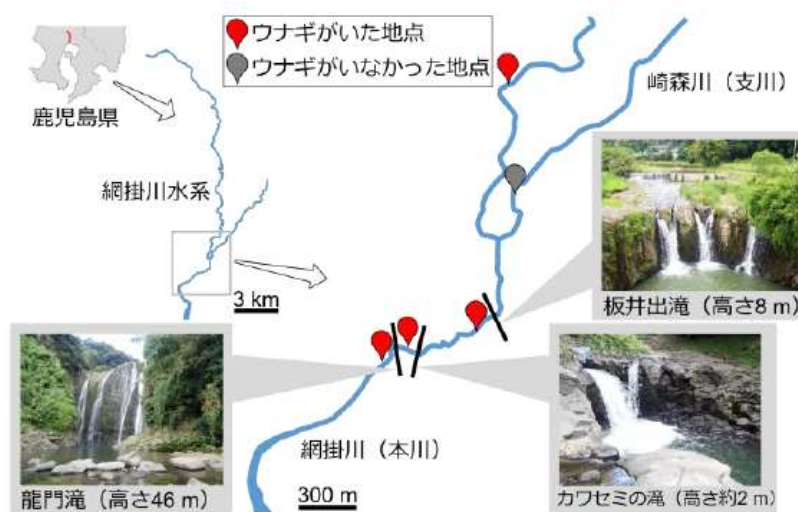 ウナギがいた地点
ウナギがいなかった地点
鹿児島県
崎森川（支川）
網掛川水系
3 km
板井出滝（高さ8 m）
網掛川（本川）
300 m
龍門滝（高さ46 m）
カワセミの滝（高さ約2 m）